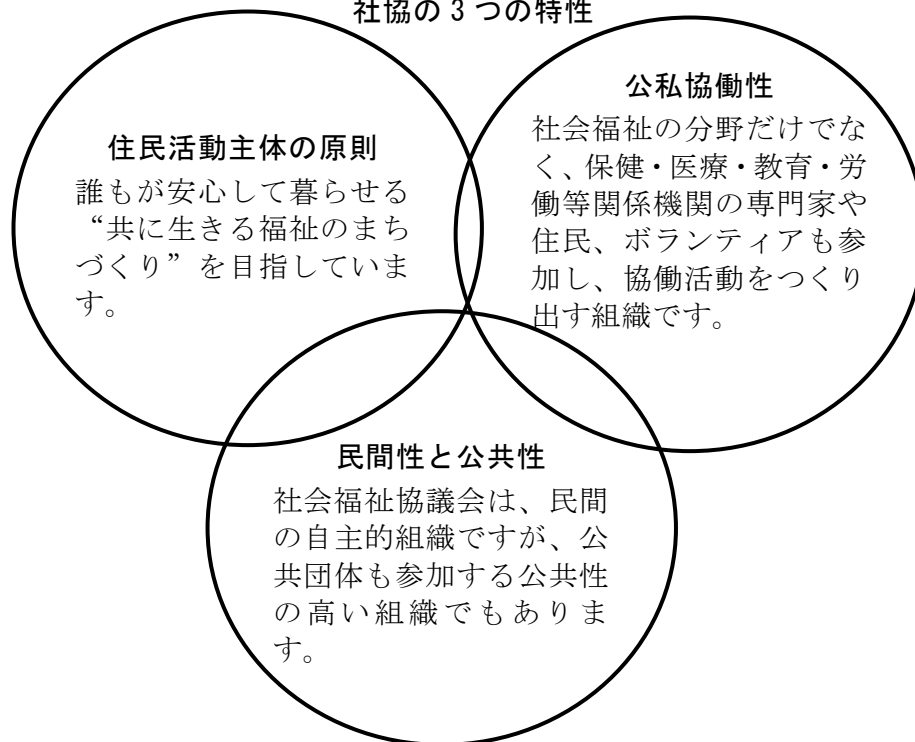 社協の3つの特性
住民活動主体の原則
誰もが安心して暮らせる
“共に生きる福祉のまち
づくり”を目指していま
す。
公私協働性
社会福祉の分野だけでな
く、保健・医療・教育・労
働等関係機関の専門家や
住民、ボランティアも参
加し、協働活動をつくり
出す組織です。
民間性と公共性
社会福祉協議会は、民間
の自主的組織ですが、公
共団体も参加する公共性
の高い組織でもありま
す。